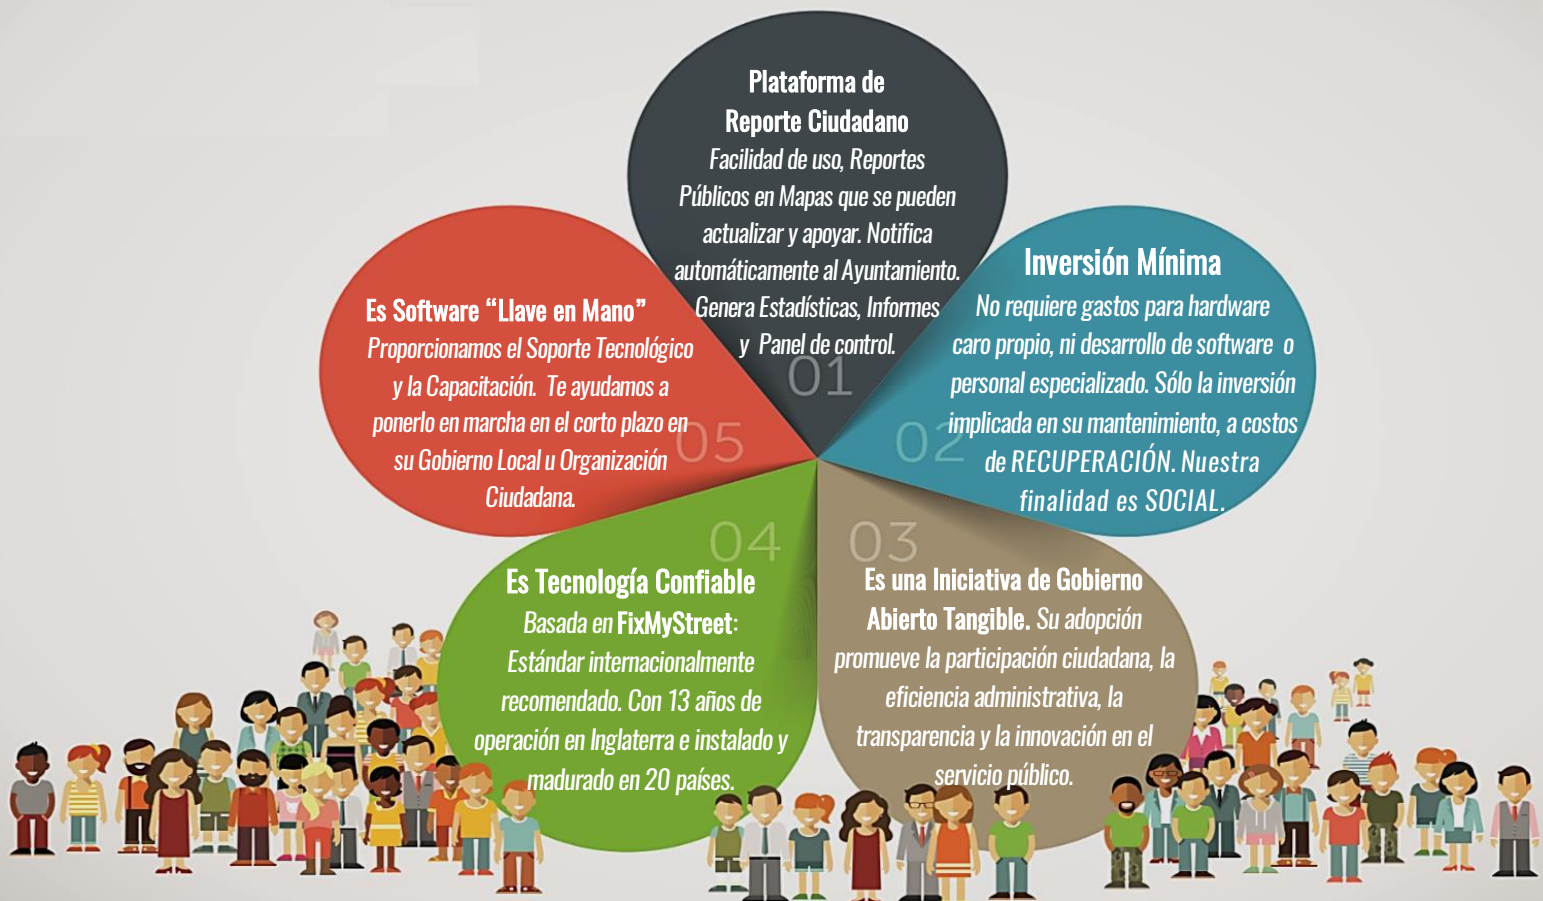 Plataforma de
Reporte Ciudadano
Facilidad de uso, Reportes
Públicos en Mapas que se pueden
actualizar y apoyar. Notifica
automáticamente al Ayuntamiento.
Genera Estadísticas, Informes
y Panel de control.
01
Inversión Mínima
No requiere gastos para hardware
caro propio, ni desarrollo de software o
personal especializado. Sólo la inversión
implicada en su mantenimiento, a costos
de RECUPERACIÓN. Nuestra
finalidad es SOCIAL.
02
03
Es una Iniciativa de Gobierno
Abierto Tangible. Su adopción
promueve la participación ciudadana, la
eficiencia administrativa, la
transparencia y la innovación en el
servicio público.
04
Es Tecnología Confiable
Basada en FixMyStreet:
Estándar internacionalmente
recomendado. Con 13 años de
operación en Inglaterra e instalado y
madurado en 20 países.
Es Software “Llave en Mano”
Proporcionamos el Soporte Tecnológico
y la Capacitación. Te ayudamos a
ponerlo en marcha en el corto plazo en
su Gobierno Local u Organización
Ciudadana.
05